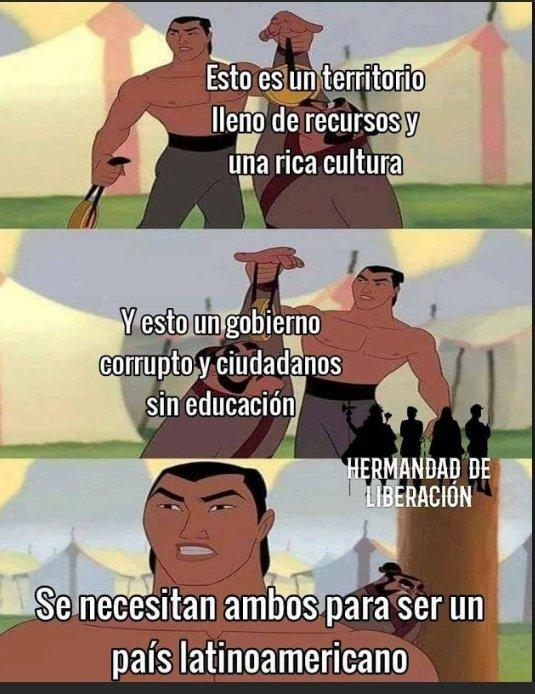 Esto es un territorio
lleno de recursos y
una rica cultura
Y esto un gobierno
corrupto y ciudadanos
sin educación
HERMANDAD DE
LIBERACIÓN
Se necesitan ambos para ser un
país latinoamericano